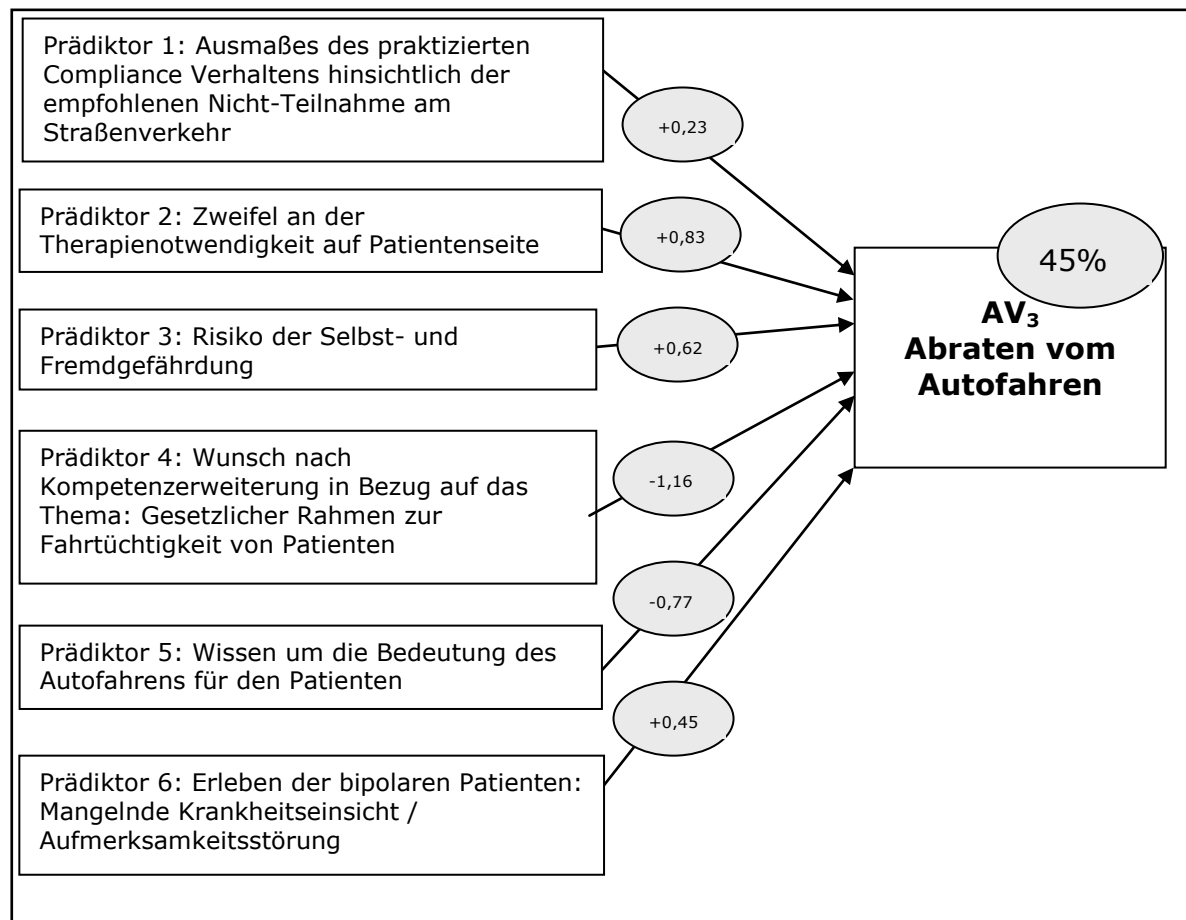 Prädiktor 1: Ausmaßes des praktizierten
Compliance Verhaltens hinsichtlich der
empfohlenen Nicht-Teilnahme am
Straßenverkehr
+0,23
Prädiktor 2: Zweifel an der
Therapienotwendigkeit auf Patientenseite
+0,83
Prädiktor 3: Risiko der Selbst- und
Fremdgefährdung
+0,62
Prädiktor 4: Wunsch nach
Kompetenzerweiterung in Bezug auf das
Thema: Gesetzlicher Rahmen zur
Fahrtüchtigkeit von Patienten
-1,16
Prädiktor 5: Wissen um die Bedeutung des
Autofahrens für den Patienten
-0,77
Prädiktor 6: Erleben der bipolaren Patienten:
Mangelnde Krankheitseinsicht /
Aufmerksamkeitsstörung
+0,45
45%
AV₃
Abraten vom
Autofahren